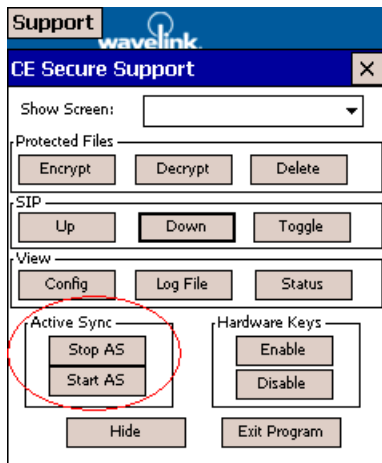 Support
wavelink.
CE Secure Support
Show Screen:
Protected Files
Encrypt Decrypt Delete
SIP
Up Down Toggle
View
Config Log File Status
Active Sync Hardware Keys
Stop AS Enable
Start AS Disable
Hide Exit Program